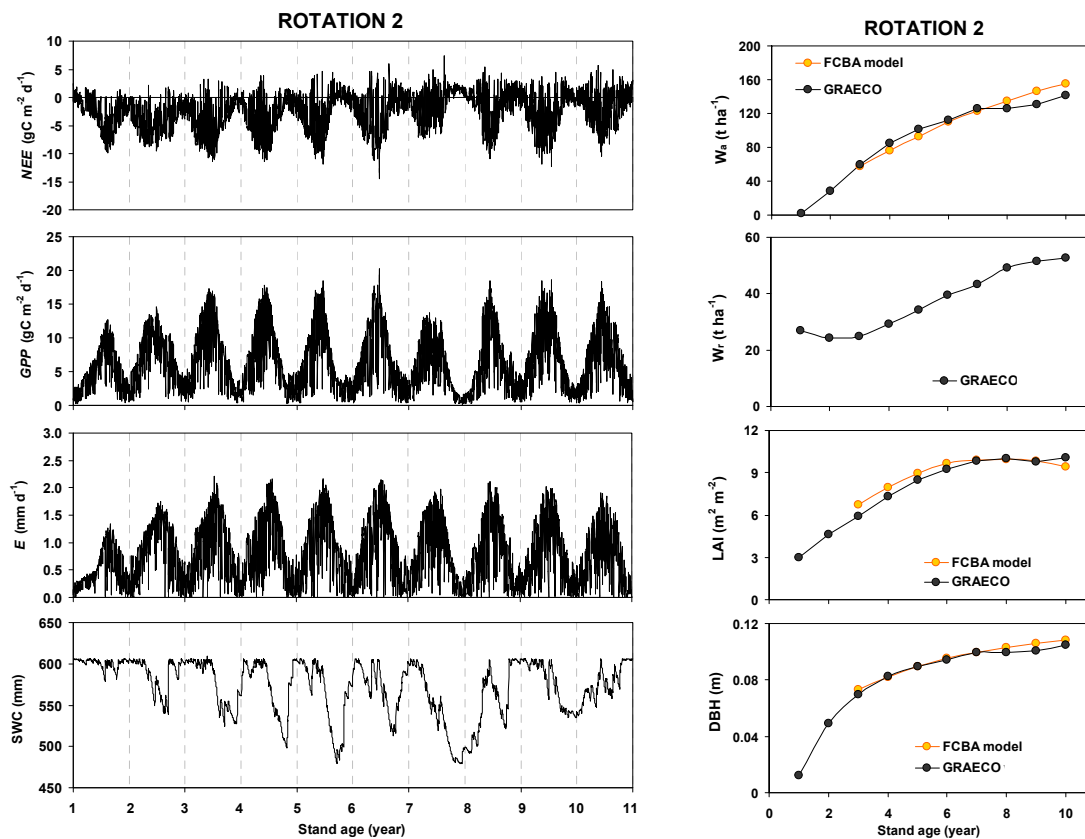 ROTATION 2
10
5
0
-5
-10
-15
-20
NEE (gC m⁻² d⁻¹)
25
20
15
10
5
0
GPP (gC m⁻² d⁻¹)
3.0
2.5
2.0
1.5
1.0
0.5
0.0
E (mm d⁻¹)
650
600
550
500
450
SWC (mm)
1 2 3 4 5 6 7 8 9 10 11
Stand age (year)
ROTATION 2
200
160
120
80
40
0
Wₐ (t ha⁻¹)
FCBA model
GRAECO
60
40
20
0
Wᵣ (t ha⁻¹)
GRAECO
12
9
6
3
0
LAI (m² m⁻²)
FCBA model
GRAECO
0.12
0.08
0.04
0
DBH (m)
FCBA model
GRAECO
0 2 4 6 8 10
Stand age (year)